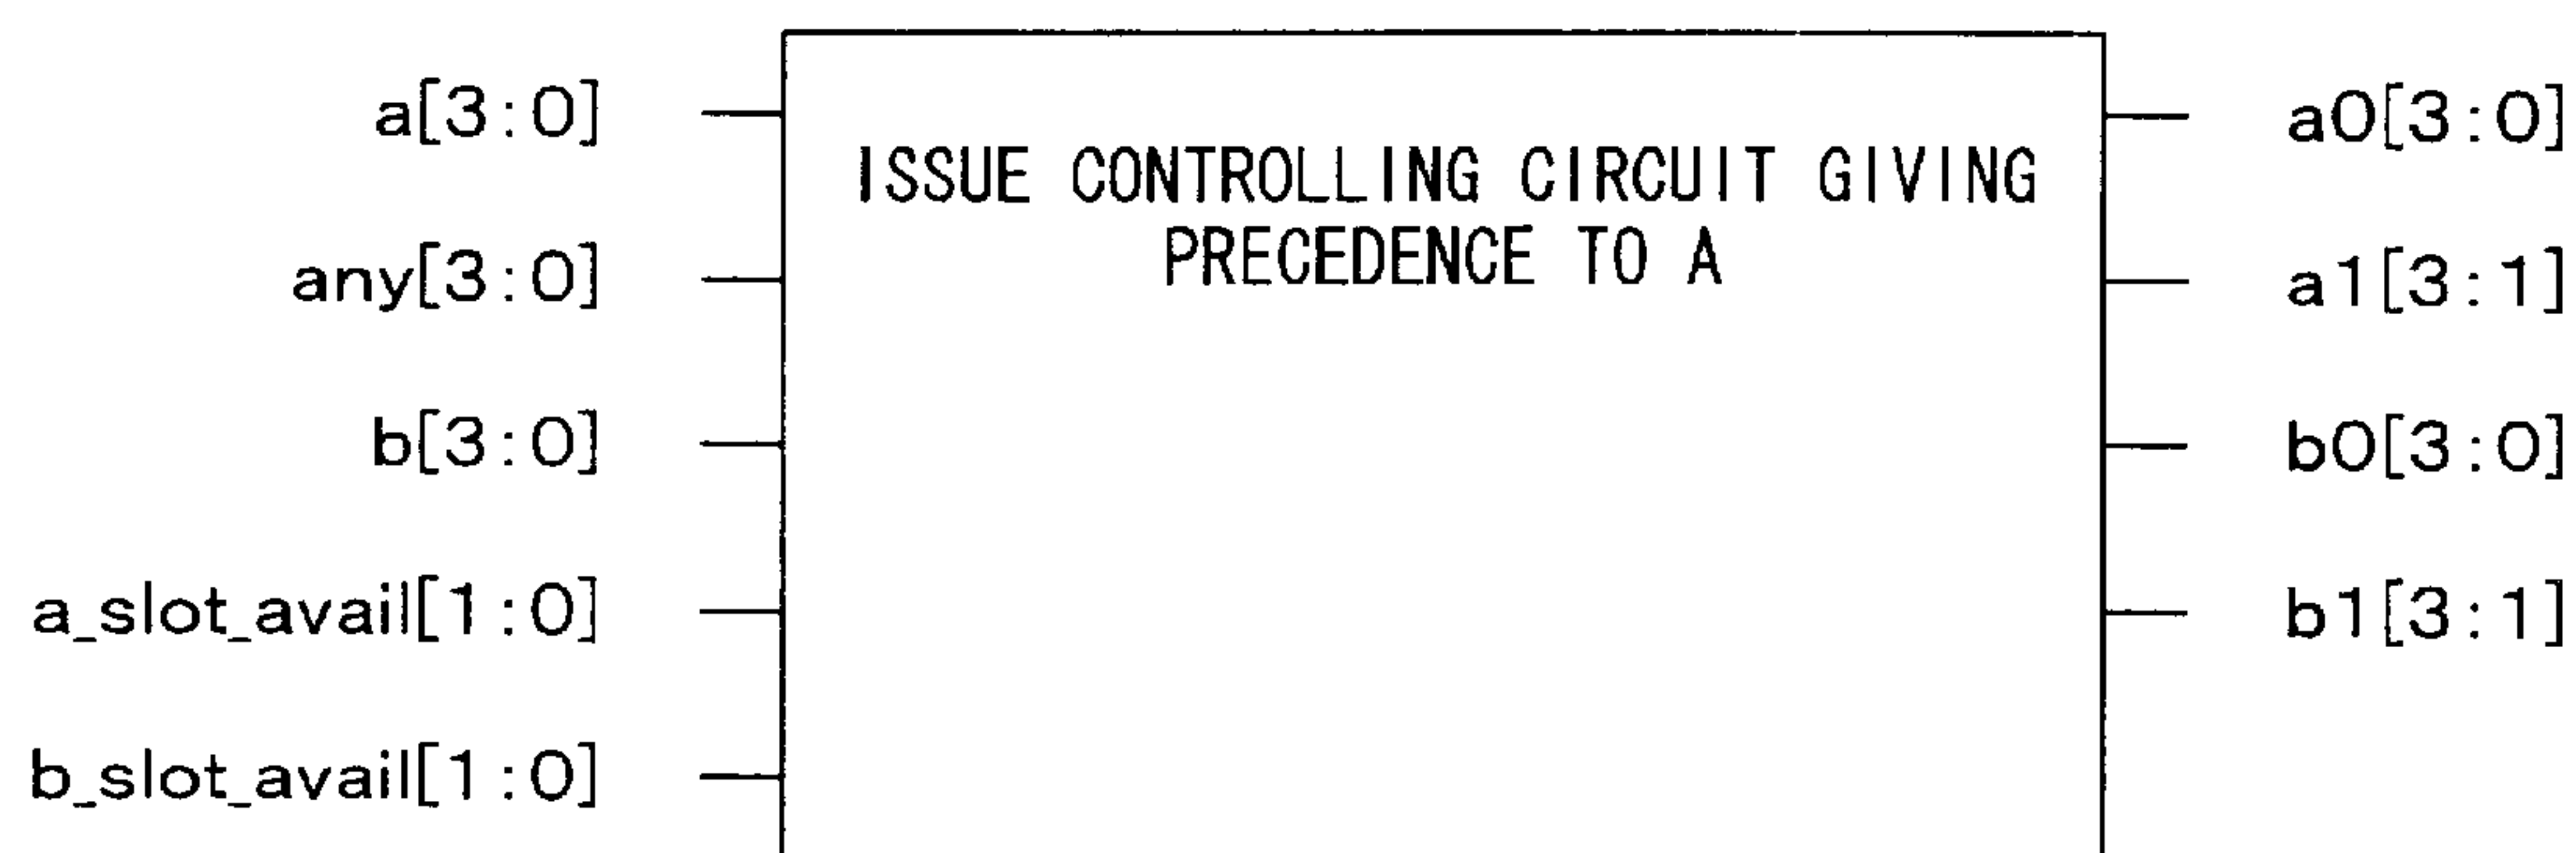 a[3:0]
any[3:0]
b[3:0]
a_slot_avail[1:0]
b_slot_avail[1:0]
ISSUE CONTROLLING CIRCUIT GIVING
PRECEDENCE TO A
a0[3:0]
a1[3:1]
b0[3:0]
b1[3:1]